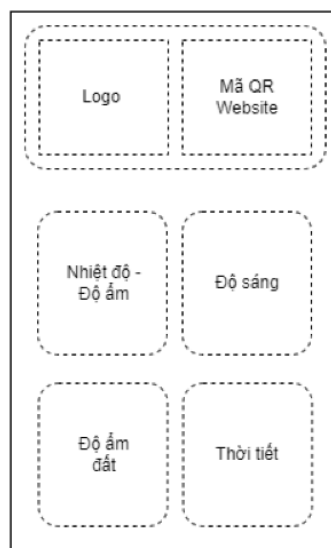 Logo
Mã QR
Website
Nhiệt độ -
Độ ẩm
Độ sáng
Độ ẩm
đất
Thời tiết